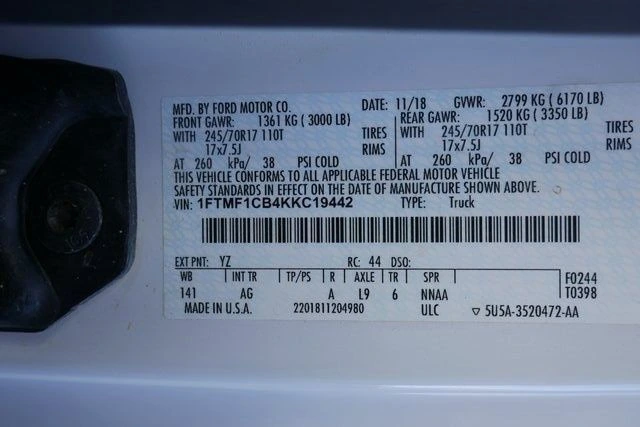 MFD. BY FORD MOTOR CO. DATE: 11/18 GVWR: 2799 KG ( 6170 LB)
FRONT GAWR: 1361 KG ( 3000 LB) REAR GAWR: 1520 KG ( 3350 LB)
WITH 245/70R17 110T TIRES WITH 245/70R17 110T TIRES
17x7.5J RIMS 17x7.5J RIMS
AT 260 kPa/ 38 PSI COLD AT 260 kPa/ 38 PSI COLD
THIS VEHICLE CONFORMS TO ALL APPLICABLE FEDERAL MOTOR VEHICLE
SAFETY STANDARDS IN EFFECT ON THE DATE OF MANUFACTURE SHOWN ABOVE.
VIN: 1FTMF1CB4KKC19442 TYPE: Truck
EXT PNT: YZ RC: 44 DSO:
WB INT TR TP/PS R AXLE TR SPR F0244
141 AG A L9 6 NNAA T0398
MADE IN U.S.A. 2201811204980 ULC ▽ 5U5A-3520472-AA